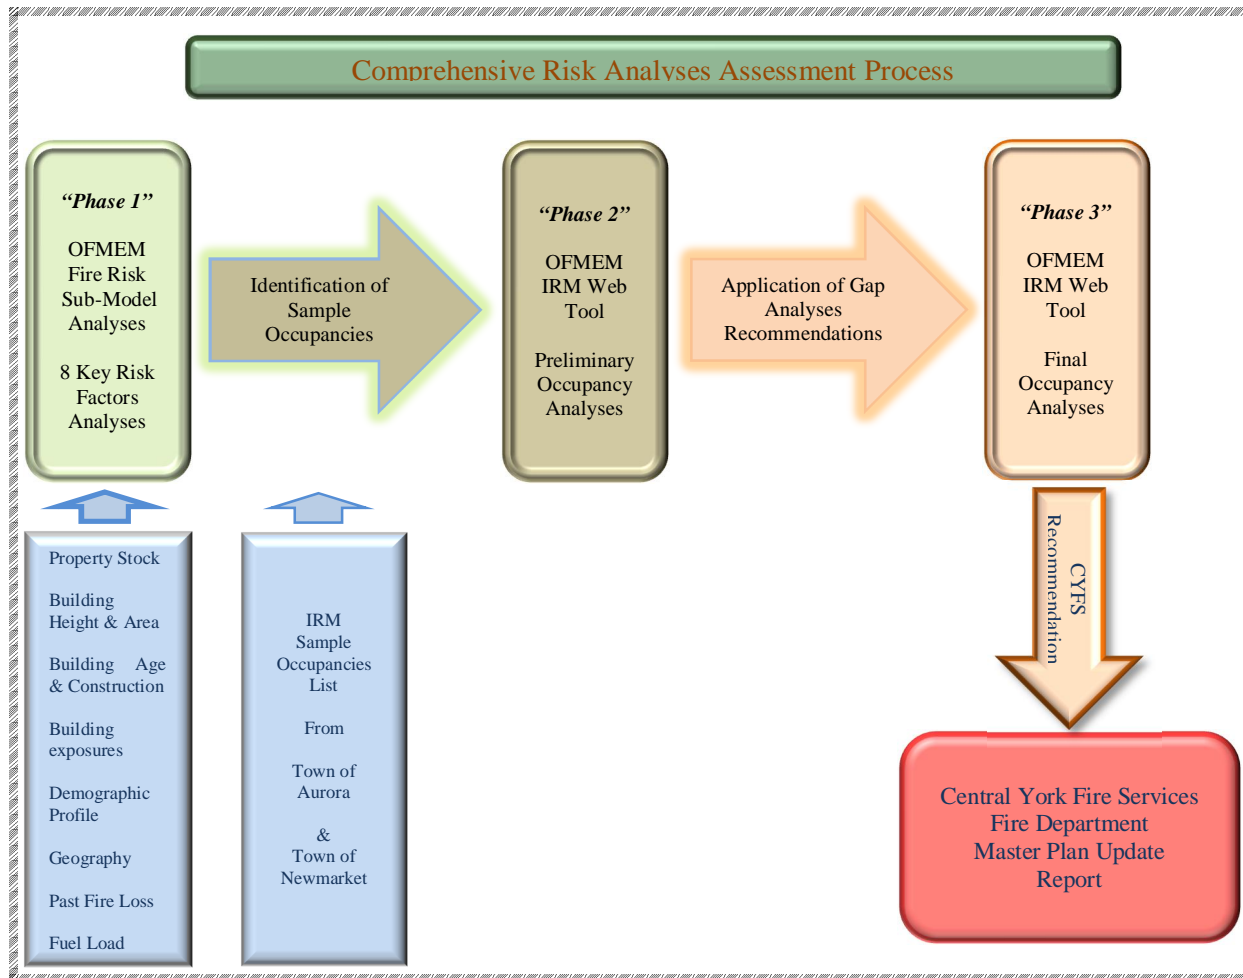 Comprehensive Risk Analyses Assessment Process
“Phase 1”
OFMEM
Fire Risk
Sub-Model
Analyses
8 Key Risk
Factors
Analyses
Identification of
Sample
Occupancies
“Phase 2”
OFMEM
IRM Web
Tool
Preliminary
Occupancy
Analyses
Application of Gap
Analyses
Recommendations
“Phase 3”
OFMEM
IRM Web
Tool
Final
Occupancy
Analyses
Property Stock
Building
Height & Area
Building Age
& Construction
Building
exposures
Demographic
Profile
Geography
Past Fire Loss
Fuel Load
IRM
Sample
Occupancies
List
From
Town of
Aurora
&
Town of
Newmarket
CYFS
Recommendation
Central York Fire Services
Fire Department
Master Plan Update
Report